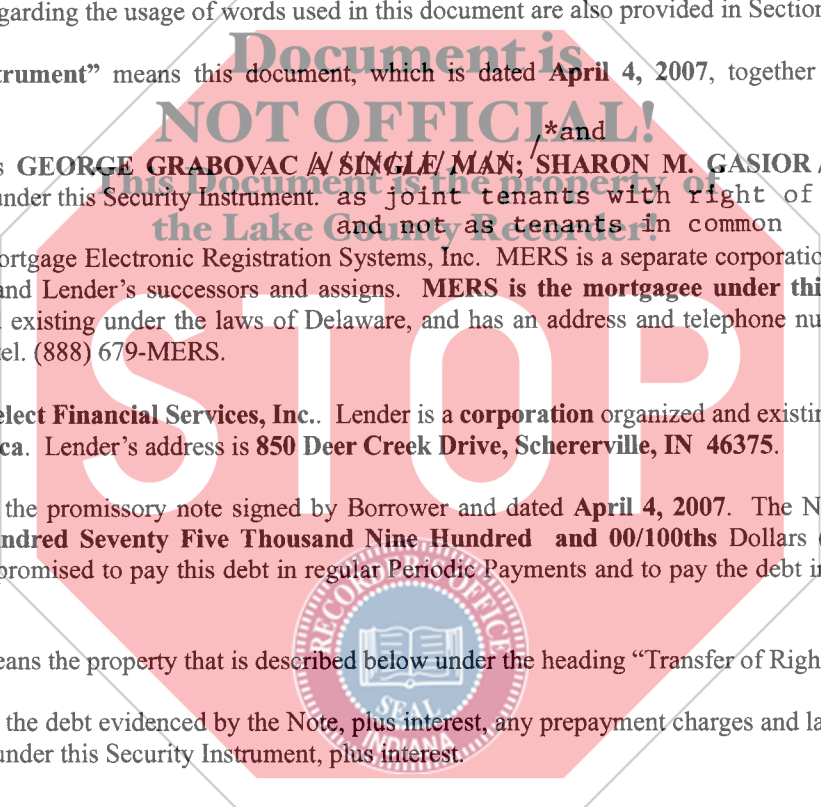 garding the usage of words used in this document are also provided in Section
Document is
trument” means this document, which is dated April 4, 2007, together
NOT OFFICIAL!
*and
s GEORGE GRABOVAC A SINGLE MAN; SHARON M. GASIOR
This Document is the property of
under this Security Instrument. as joint tenants with right of
the Lake County Recorder!
and not as tenants in common
ortgage Electronic Registration Systems, Inc. MERS is a separate corporatio
and Lender’s successors and assigns. MERS is the mortgagee under thi
existing under the laws of Delaware, and has an address and telephone nu
el. (888) 679-MERS.
STOP
elect Financial Services, Inc.. Lender is a corporation organized and existin
ca. Lender’s address is 850 Deer Creek Drive, Schererville, IN 46375.
the promissory note signed by Borrower and dated April 4, 2007. The N
ndred Seventy Five Thousand Nine Hundred and 00/100ths Dollars (
promised to pay this debt in regular Periodic Payments and to pay the debt in
RECORDER'S OFFICE
eans the property that is described below under the heading “Transfer of Righ
the debt evidenced by the Note, plus interest, any prepayment charges and la
SEAL
INDIANA
under this Security Instrument, plus interest.